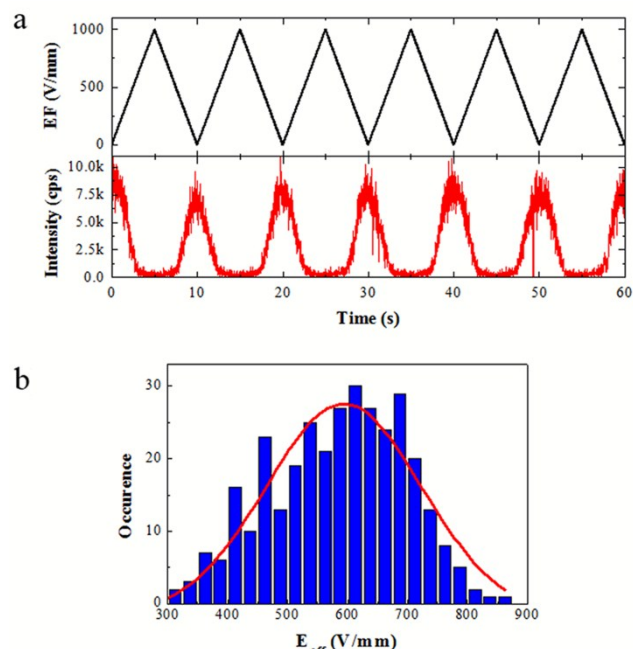 a
1000
500
0
EF (V/mm)
10.0k
7.5k
5.0k
2.5k
0.0
Intensity (cps)
0 10 20 30 40 50 60
Time (s)
b
30
20
10
0
Occurence
300 400 500 600 700 800 900
E (V/mm)